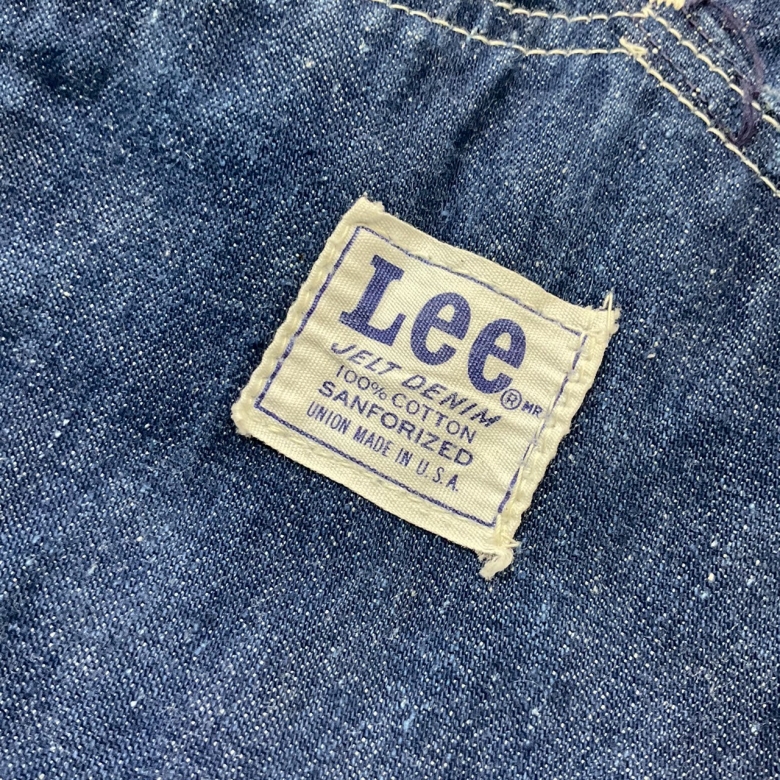 Lee ® MR
JELT DENIM
100% COTTON
SANFORIZED
UNION MADE IN U.S.A.